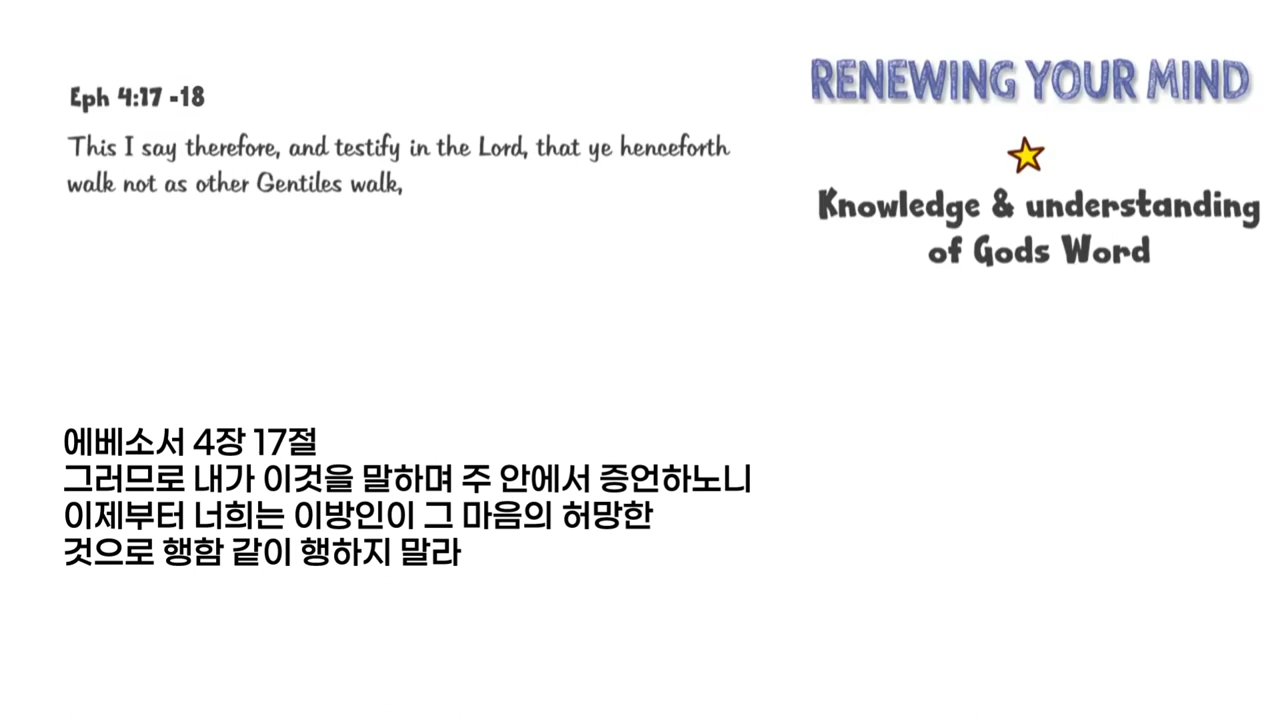 Eph 4:17 -18
This I say therefore, and testify in the Lord, that ye henceforth
walk not as other Gentiles walk,
RENEWING YOUR MIND
Knowledge & understanding
of Gods Word
에베소서 4장 17절
그러므로 내가 이것을 말하며 주 안에서 증언하노니
이제부터 너희는 이방인이 그 마음의 허망한
것으로 행함 같이 행하지 말라